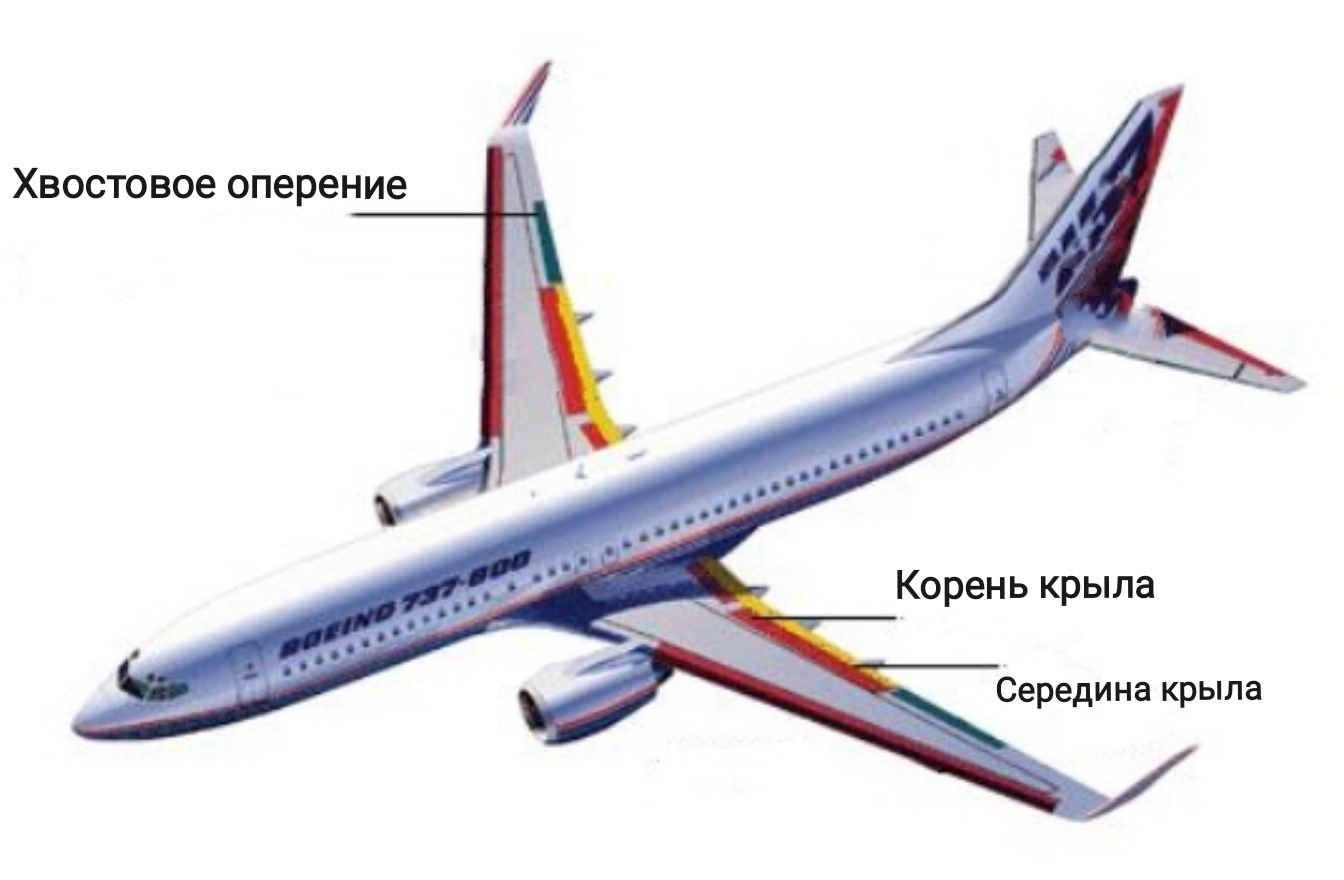 Хвостовое оперение
BOEING 737-800
Корень крыла
Середина крыла